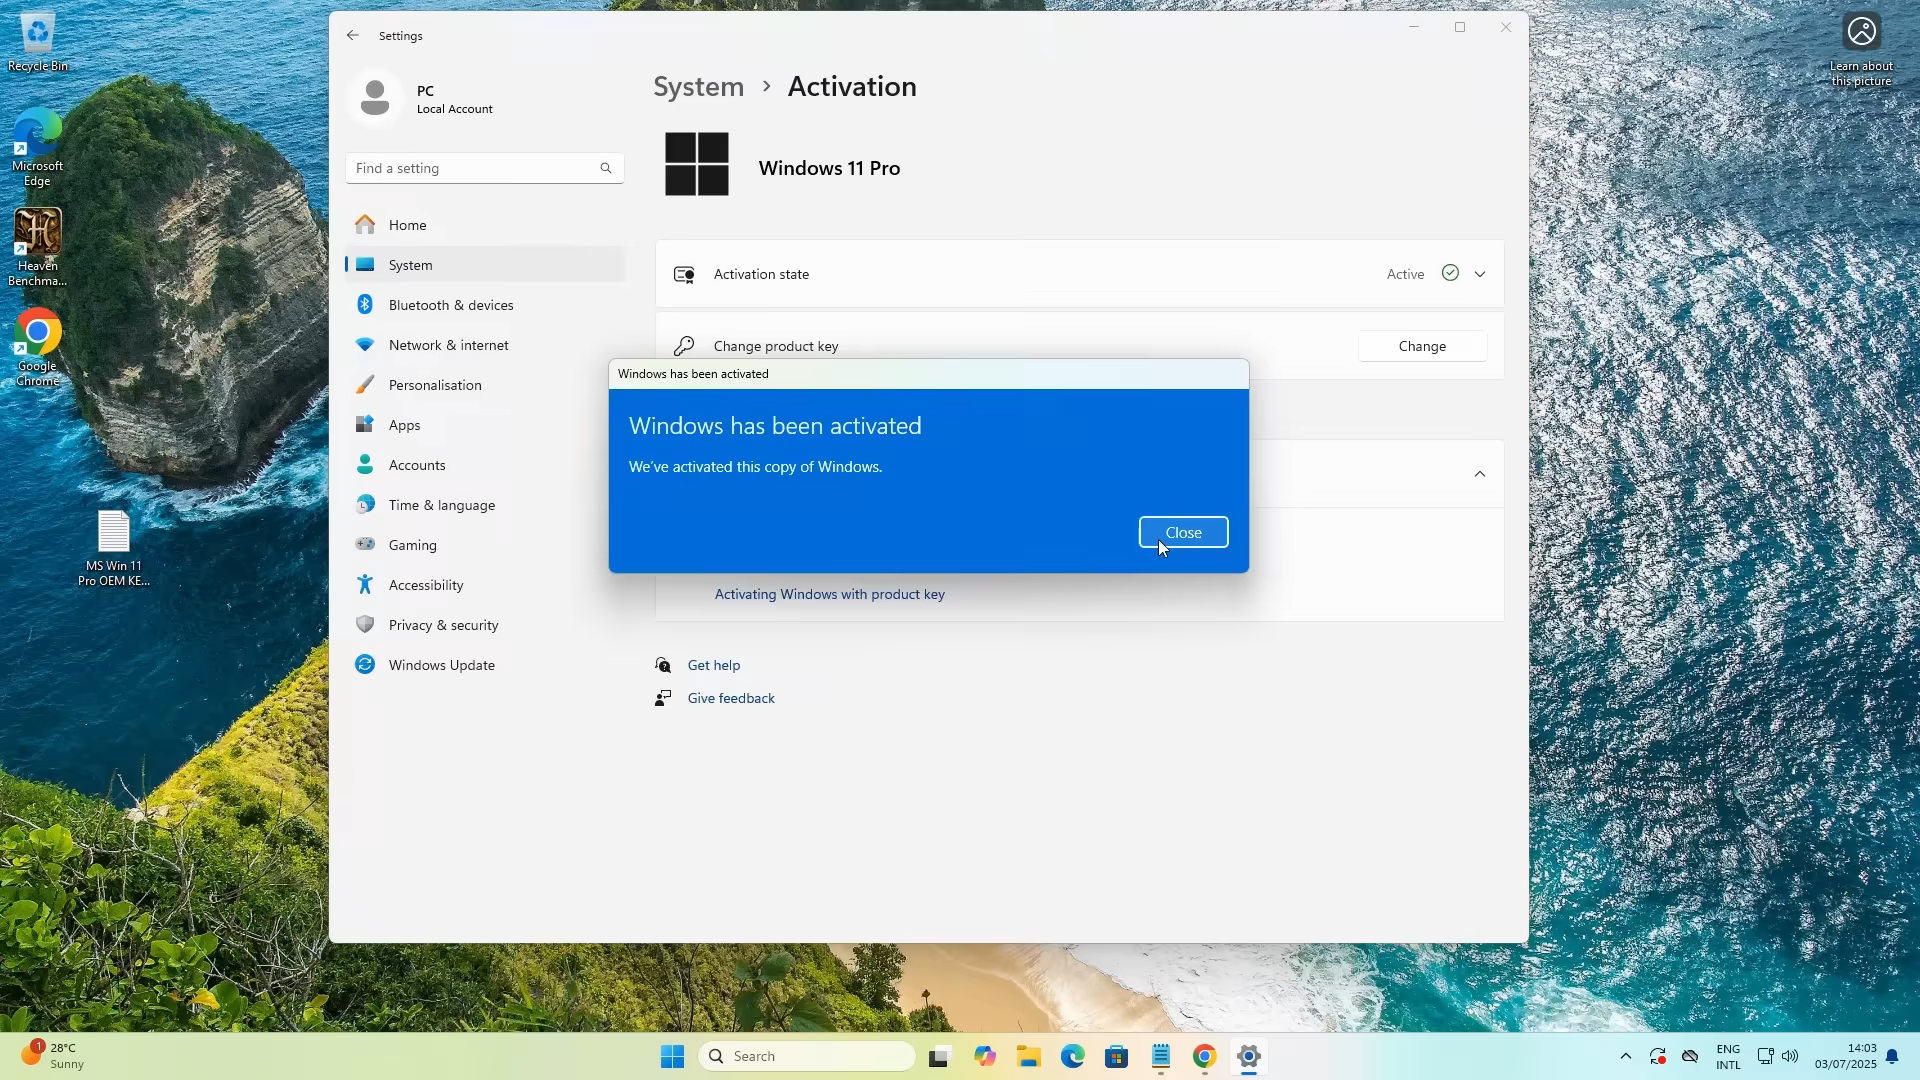 Recycle Bin
Microsoft
Edge
Heaven
Benchma...
Google
Chrome
MS Win 11
Pro OEM KE...
Learn about
this picture
Settings
PC
Local Account
Find a setting
Home
System
Bluetooth & devices
Network & internet
Personalisation
Apps
Accounts
Time & language
Gaming
Accessibility
Privacy & security
Windows Update
System > Activation
Windows 11 Pro
Activation state
Active
Change product key
Change
Windows has been activated
Windows has been activated
We've activated this copy of Windows.
Close
Activating Windows with product key
Get help
Give feedback
1
28°C
Sunny
Search
ENG
INTL
14:03
03/07/2025